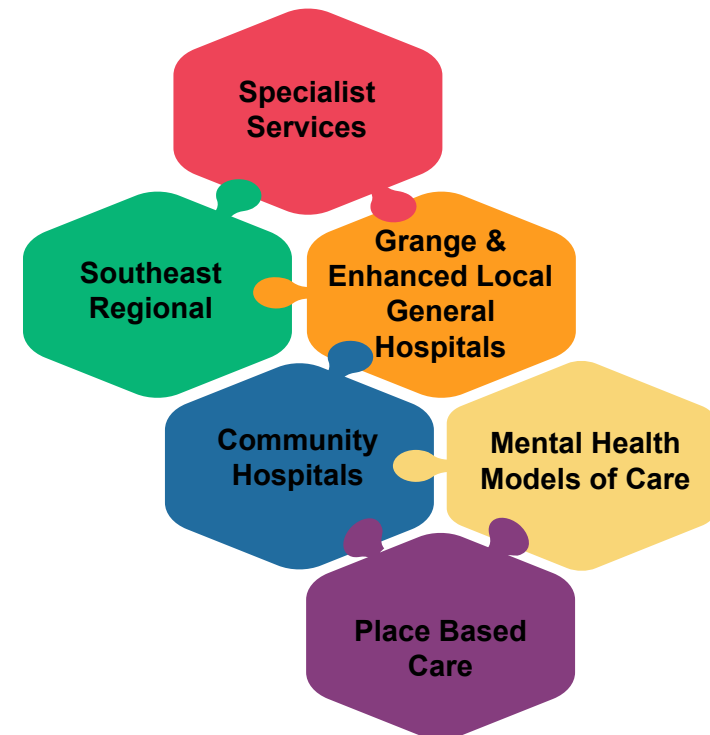 Specialist
Services
Southeast
Regional
Grange &
Enhanced Local
General
Hospitals
Community
Hospitals
Mental Health
Models of Care
Place Based
Care